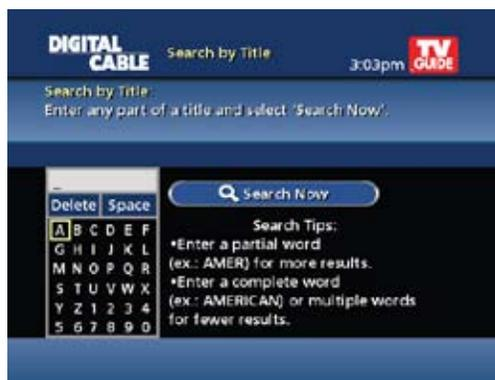 DIGITAL
CABLE
Search by Title
3:03pm
TV
GUIDE
Search by Title:
Enter any part of a title and select 'Search Now'.
_
Delete Space
A B C D E F
G H I J K L
M N O P Q R
S T U V W X
Y Z 1 2 3 4
5 6 7 8 9 0
Search Now
Search Tips:
•Enter a partial word
(ex.: AMER) for more results.
•Enter a complete word
(ex.: AMERICAN) or multiple words
for fewer results.